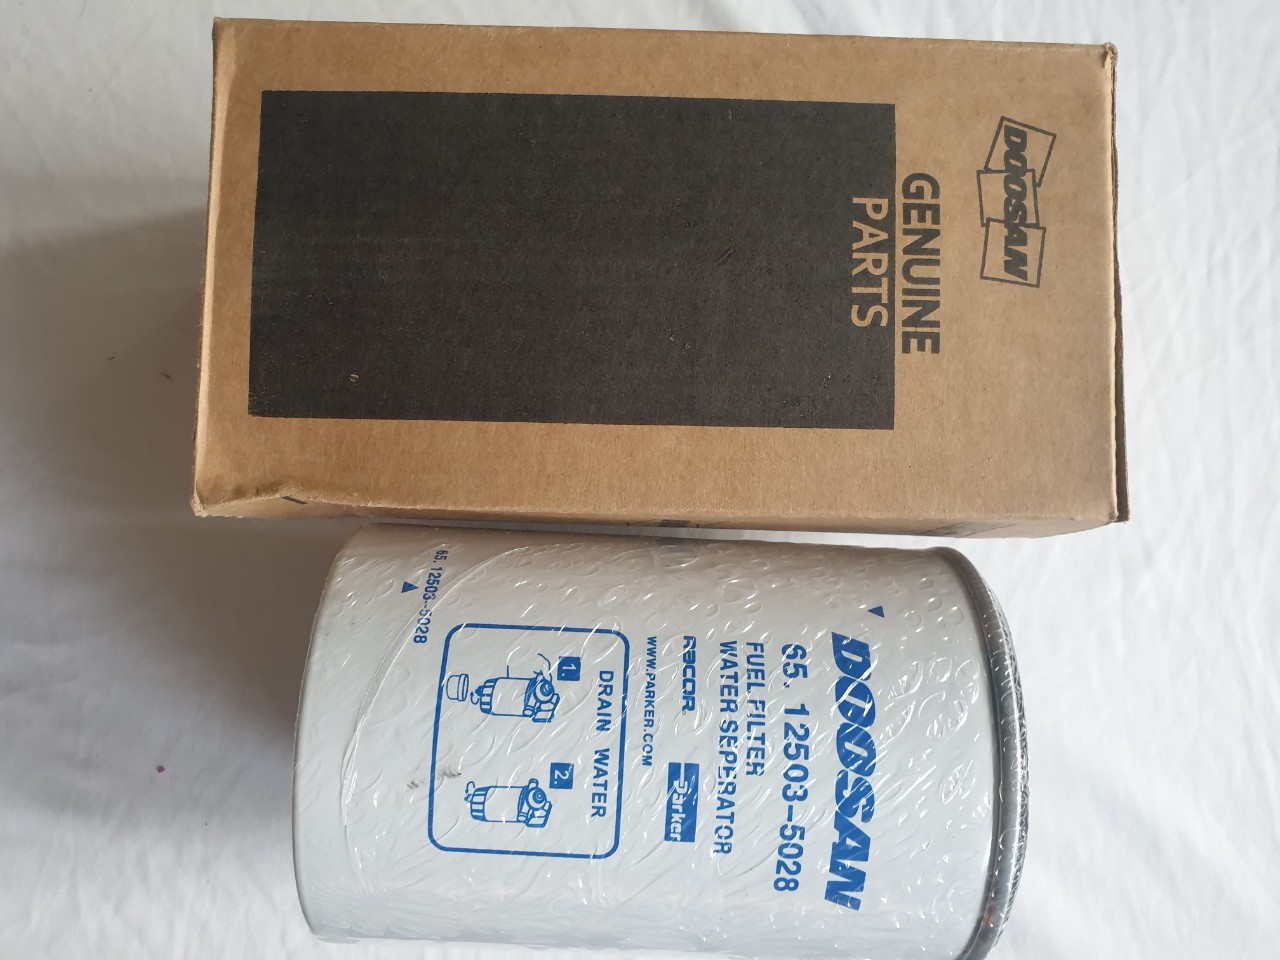 DOOSAN
GENUINE
PARTS
DOOSAN
65. 12503-5028
FUEL FILTER
WATER SEPERATOR
RACOR. Parker
WWW.PARKER.COM
DRAIN WATER
1. 2.
65. 12503-5028